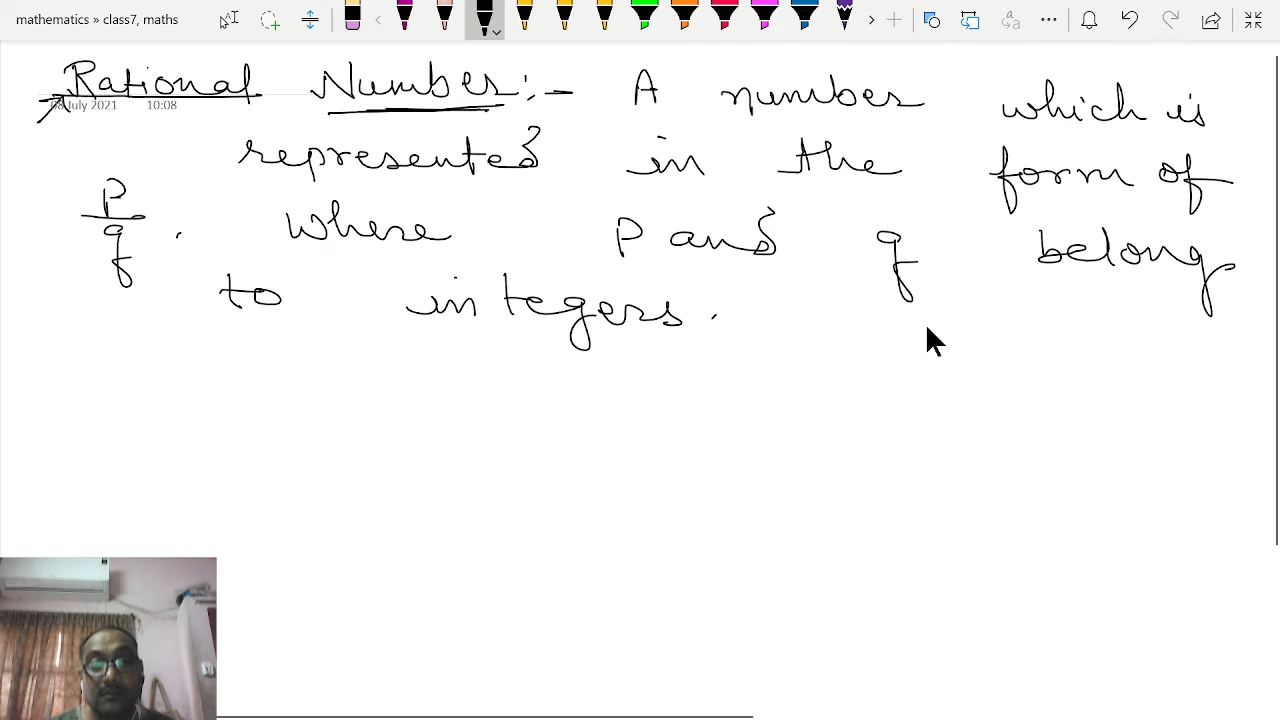 mathematics » class7, maths
Rational Number:- A number which is
08 July 2021 10:08
represented in the form of
P/q . where P and q belong
to integers.